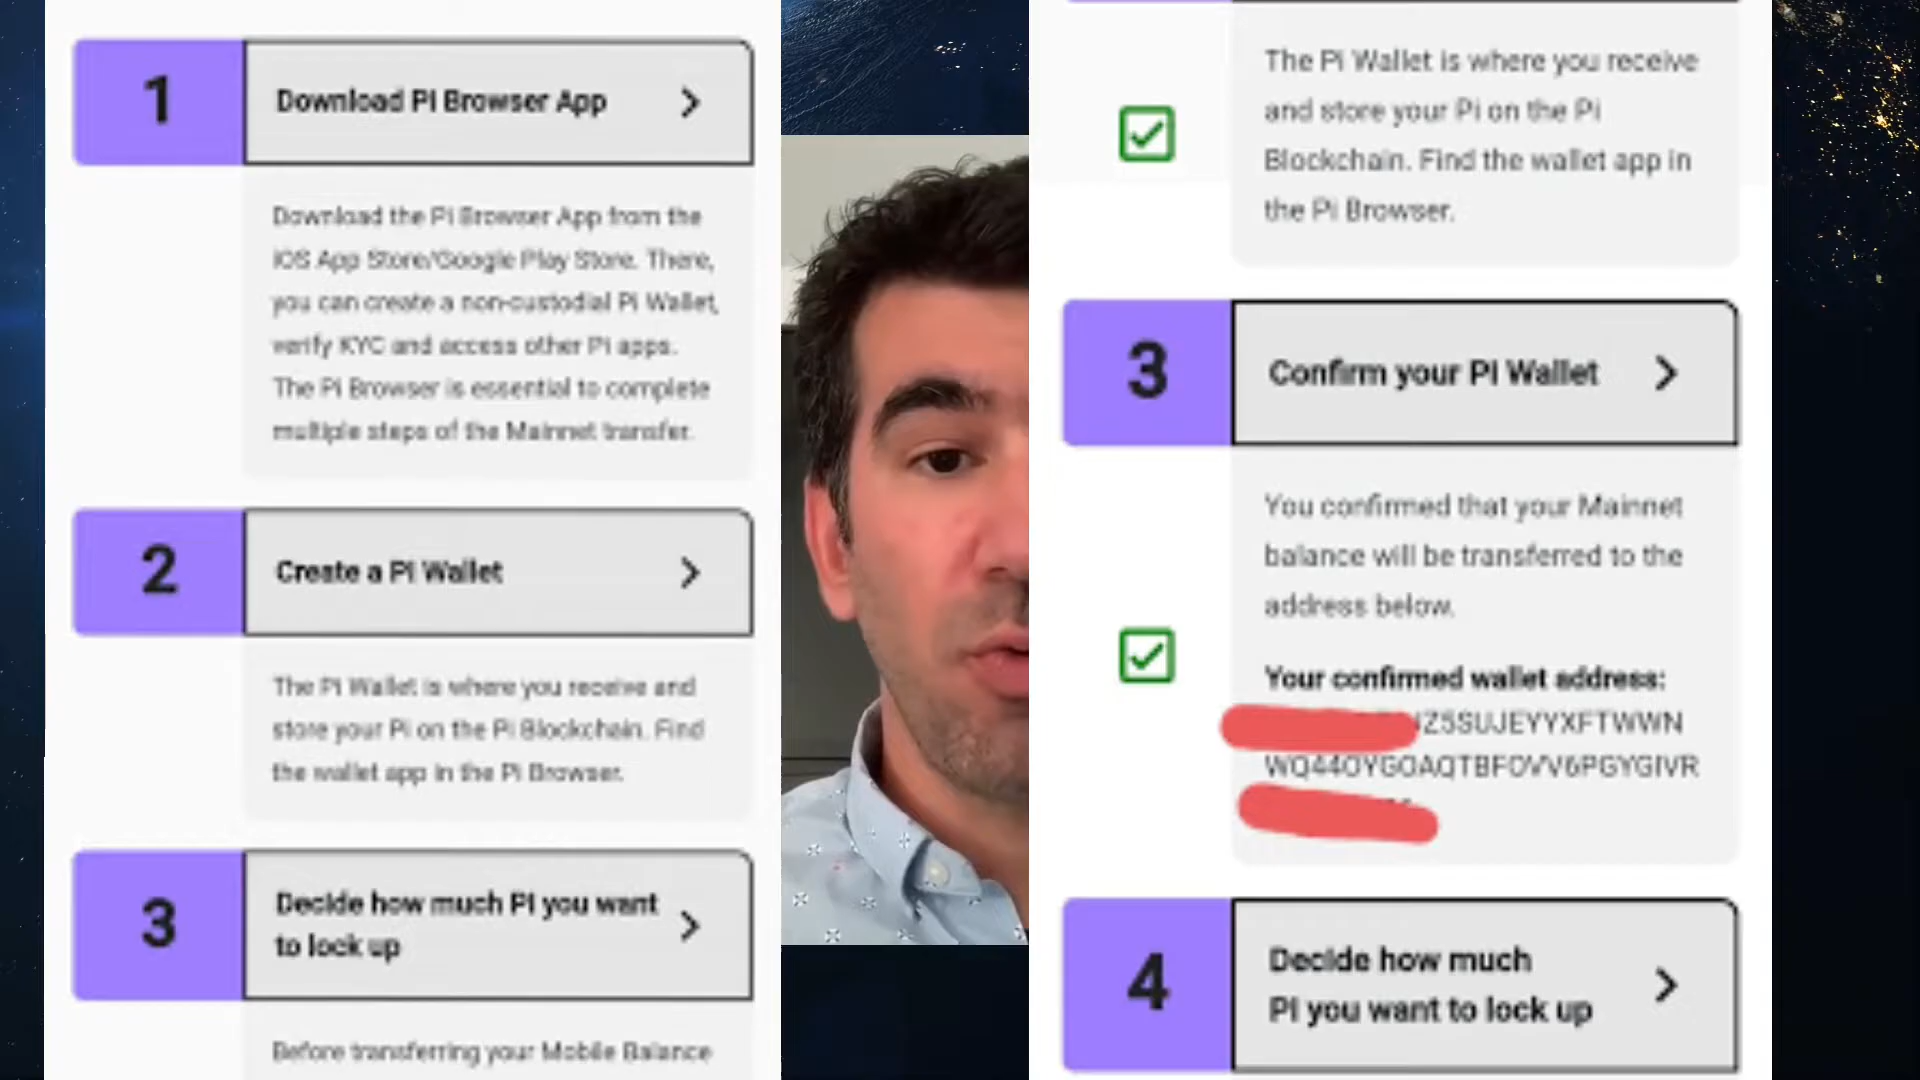 1
Download Pi Browser App
Download the Pi Browser App from the
iOS App Store/Google Play Store. There,
you can create a non-custodial Pi Wallet,
verify KYC and access other Pi apps.
The Pi Browser is essential to complete
multiple steps of the Mainnet transfer.
2
Create a Pi Wallet
The Pi Wallet is where you receive and
store your Pi on the Pi Blockchain. Find
the wallet app in the Pi Browser.
3
Decide how much Pi you want
to lock up
Before transferring your Mobile Balance
The Pi Wallet is where you receive
and store your Pi on the Pi
Blockchain. Find the wallet app in
the Pi Browser.
3
Confirm your Pi Wallet
You confirmed that your Mainnet
balance will be transferred to the
address below.
Your confirmed wallet address:
Z5SUJEYYXFTWWN
WQ44OYGOAQTBFOVV6PGYGIVR
4
Decide how much
Pi you want to lock up